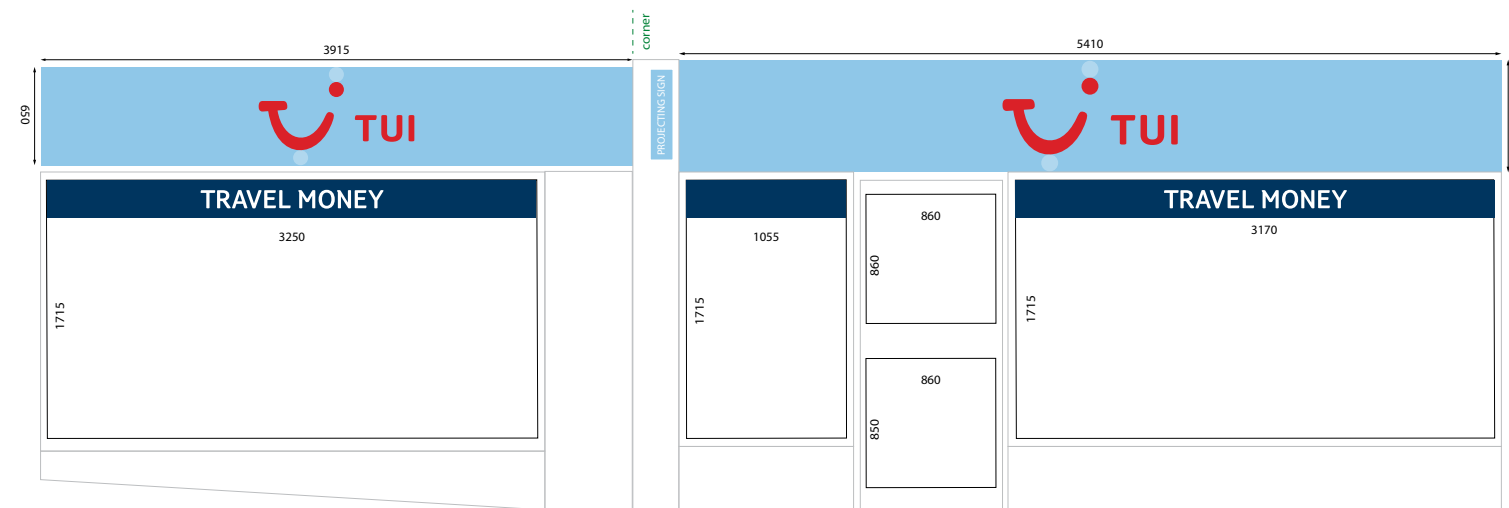 corner
3915
5410
650
TUI
PROJECTING SIGN
TUI
TRAVEL MONEY
3250
1715
1055
1715
860
860
860
850
TRAVEL MONEY
3170
1715